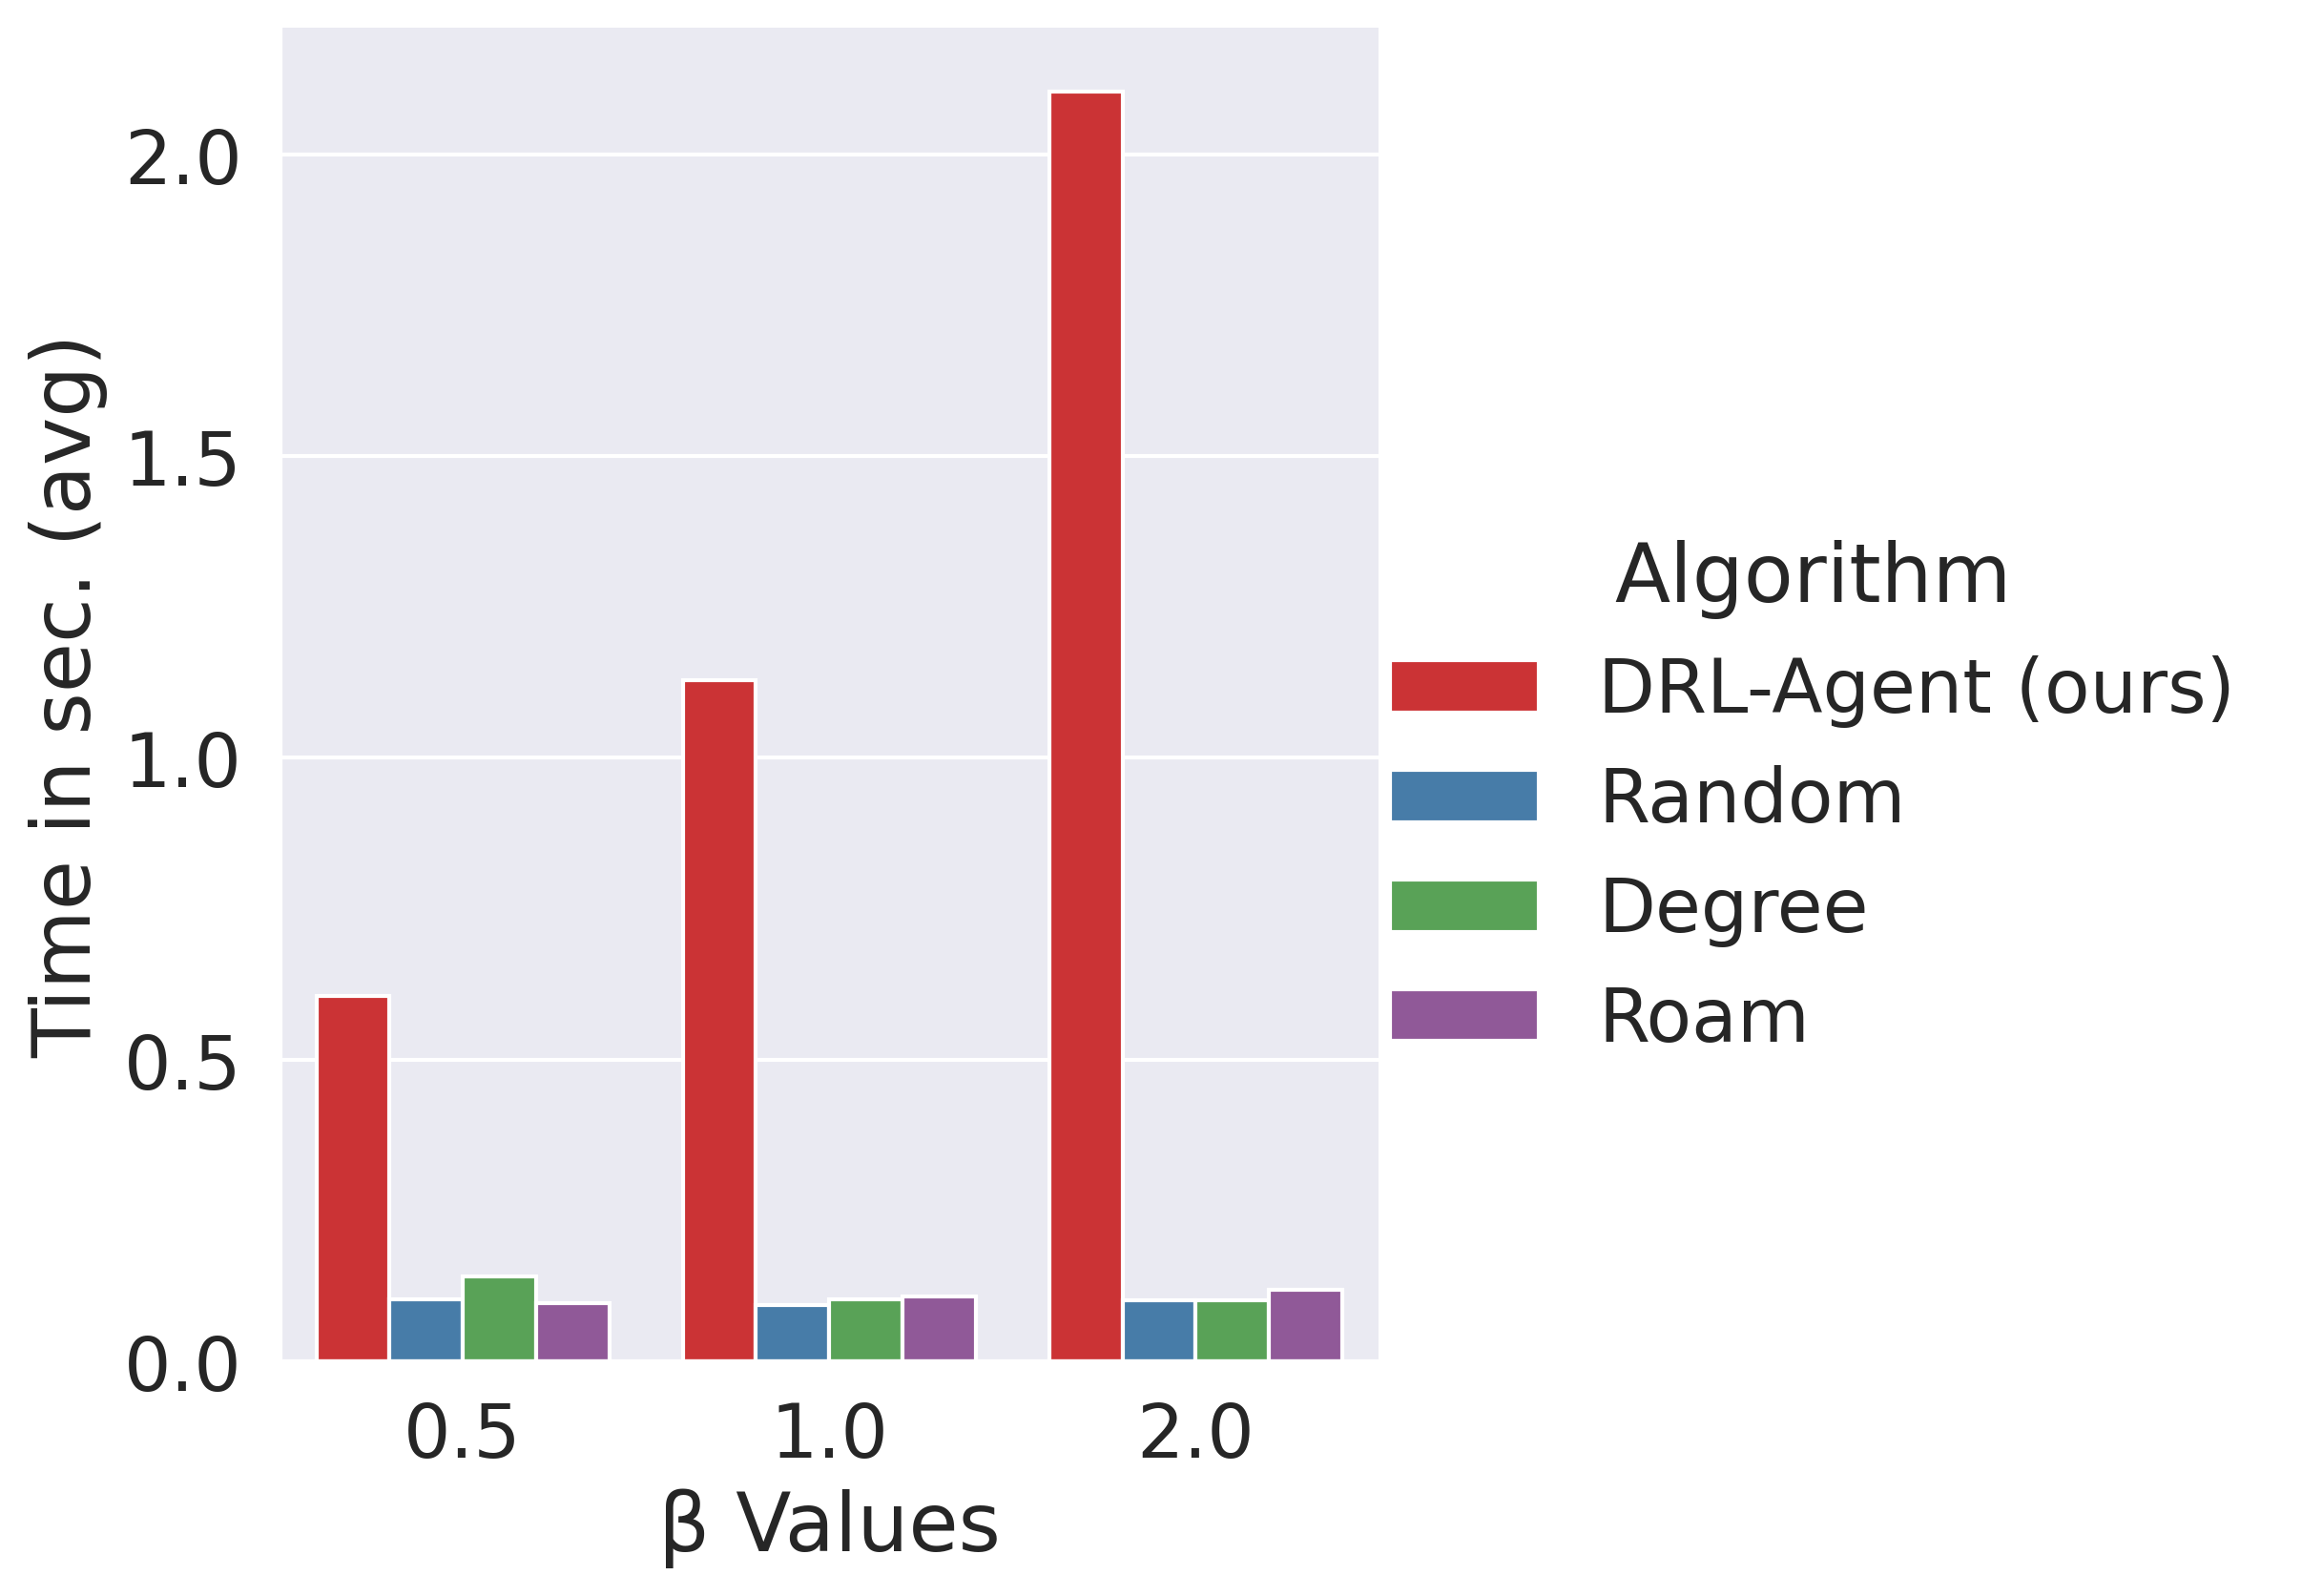 Time in sec. (avg)
2.0
1.5
1.0
0.5
0.0
0.5 1.0 2.0
β Values
Algorithm
DRL-Agent (ours)
Random
Degree
Roam